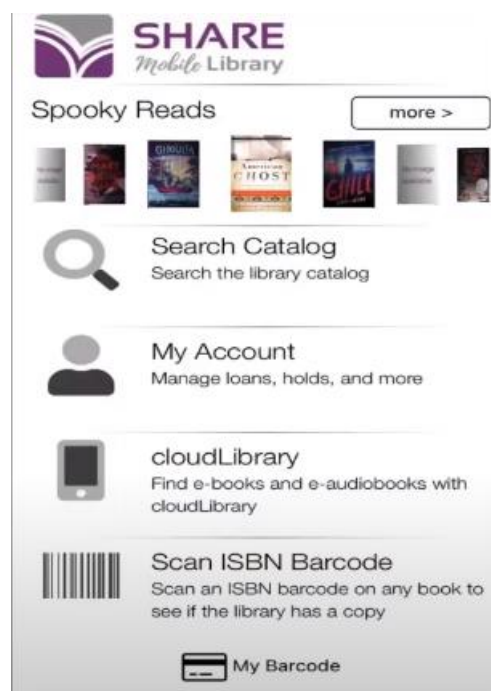 SHARE
Mobile Library
Spooky Reads
more >
GHOULIA
American
GHOST
CHILL
Search Catalog
Search the library catalog
My Account
Manage loans, holds, and more
cloudLibrary
Find e-books and e-audiobooks with
cloudLibrary
Scan ISBN Barcode
Scan an ISBN barcode on any book to
see if the library has a copy
My Barcode